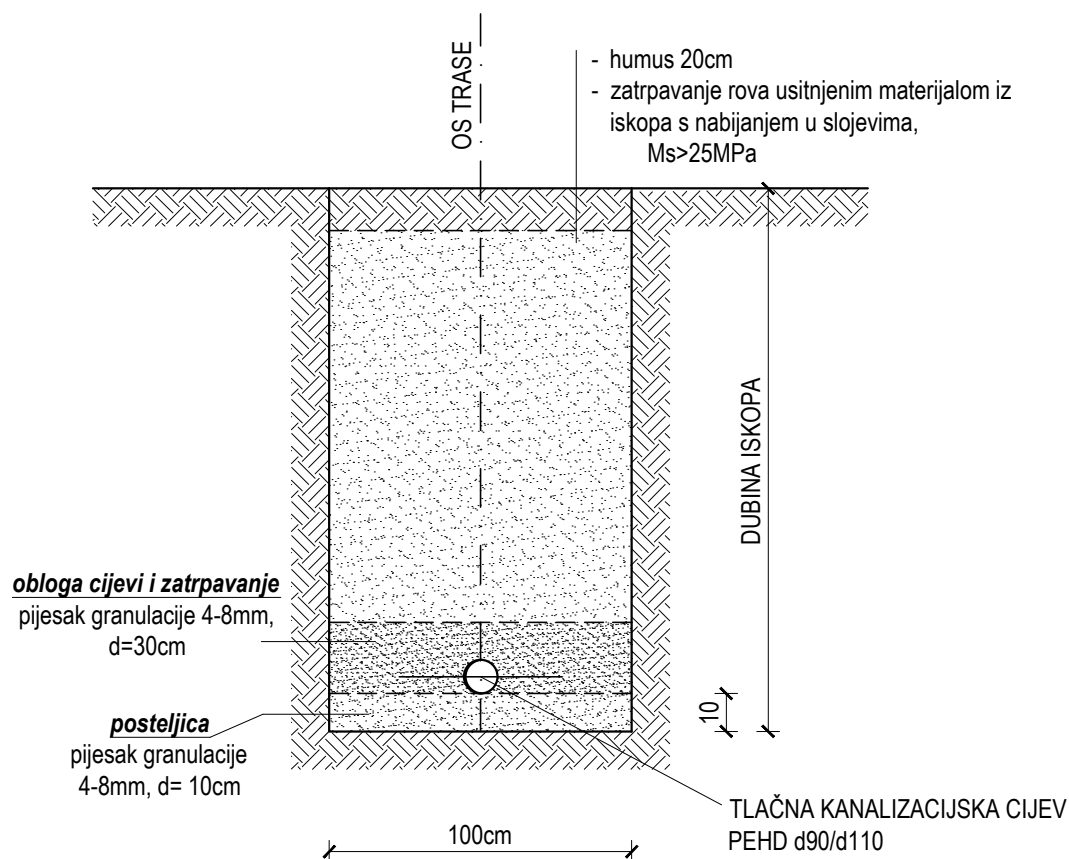 OS TRASE
- humus 20cm
- zatrpavanje rova usitnjenim materijalom iz
iskopa s nabijanjem u slojevima,
Ms>25MPa
DUBINA ISKOPA
obloga cijevi i zatrpavanje
pijesak granulacije 4-8mm,
d=30cm
posteljica
pijesak granulacije
4-8mm, d= 10cm
10
TLAČNA KANALIZACIJSKA CIJEV
PEHD d90/d110
100cm